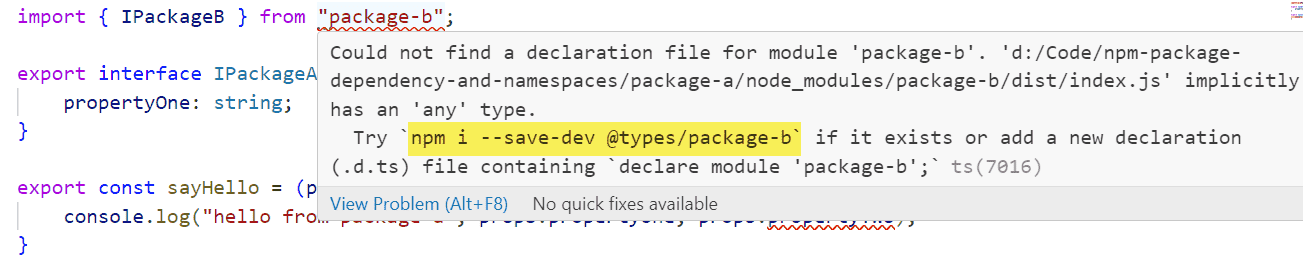 import { IPackageB } from "package-b";
Could not find a declaration file for module 'package-b'. 'd:/Code/npm-package-
export interface IPackageA
dependency-and-namespaces/package-a/node_modules/package-b/dist/index.js' implicitly
propertyOne: string;
has an 'any' type.
}
Try `npm i --save-dev @types/package-b` if it exists or add a new declaration
(.d.ts) file containing `declare module 'package-b';` ts(7016)
export const sayHello = (p
View Problem (Alt+F8) No quick fixes available
console.log("hello from
}